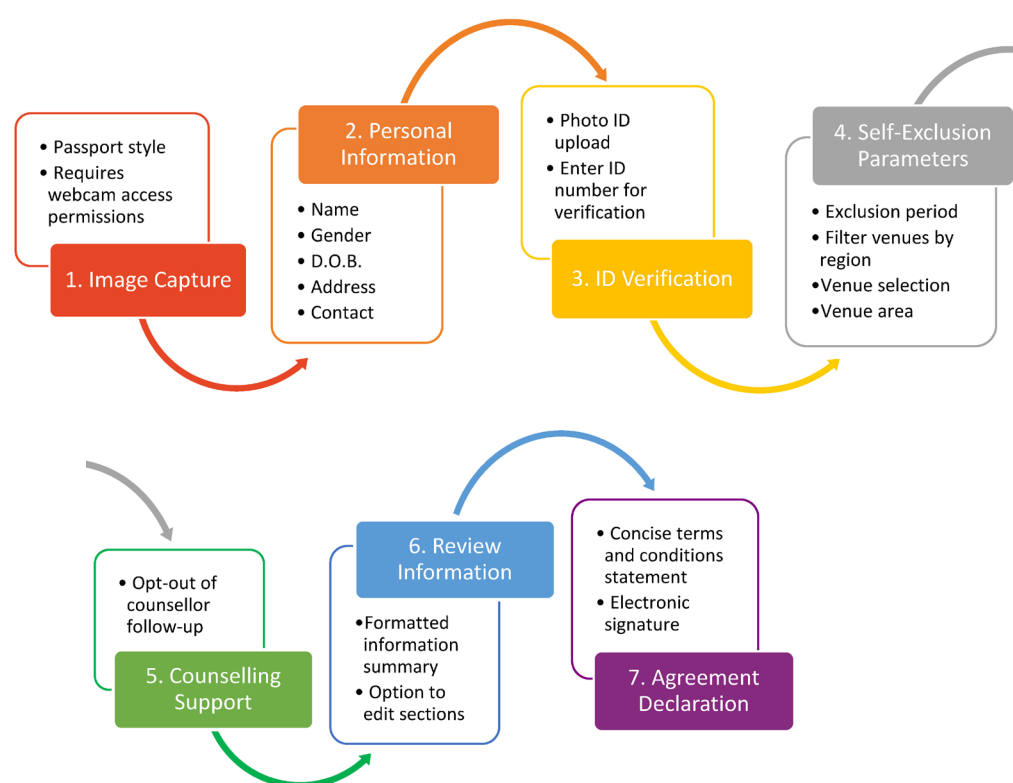 • Passport style
• Requires
webcam access
permissions
1. Image Capture
2. Personal
Information
• Name
• Gender
• D.O.B.
• Address
• Contact
• Photo ID
upload
• Enter ID
number for
verification
3. ID Verification
4. Self-Exclusion
Parameters
• Exclusion period
• Filter venues by
region
•Venue selection
•Venue area
• Opt-out of
counsellor
follow-up
5. Counselling
Support
6. Review
Information
•Formatted
information
summary
• Option to
edit sections
• Concise terms
and conditions
statement
• Electronic
signature
7. Agreement
Declaration